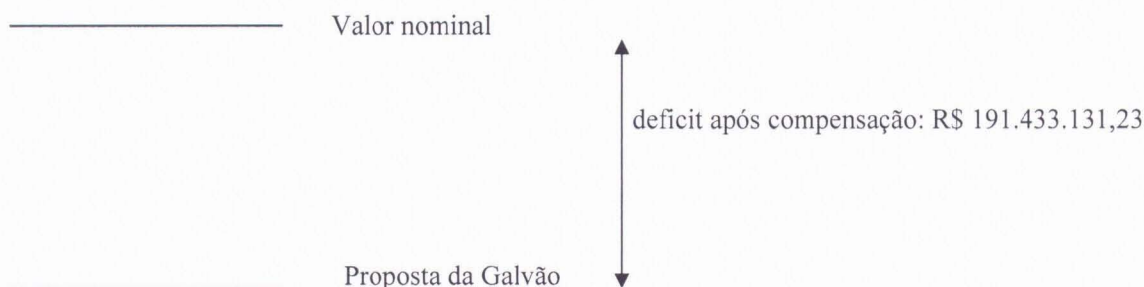 Valor nominal
deficit após compensação: R$ 191.433.131,23
Proposta da Galvão